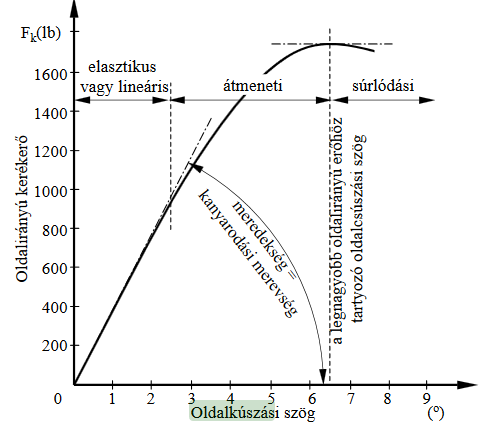 Fk(lb)
1600
1400
1200
1000
800
600
400
200
0
1
2
3
4
5
6
7
8
9
(°)
elasztikus
vagy lineáris
átmeneti
súrlódási
Oldalirányú kerékerő
meredekség =
kanyarodási merevség
a legnagyobb oldalirányú erőhöz
tartyozó oldalcsúszási szög
Oldalkúszási szög